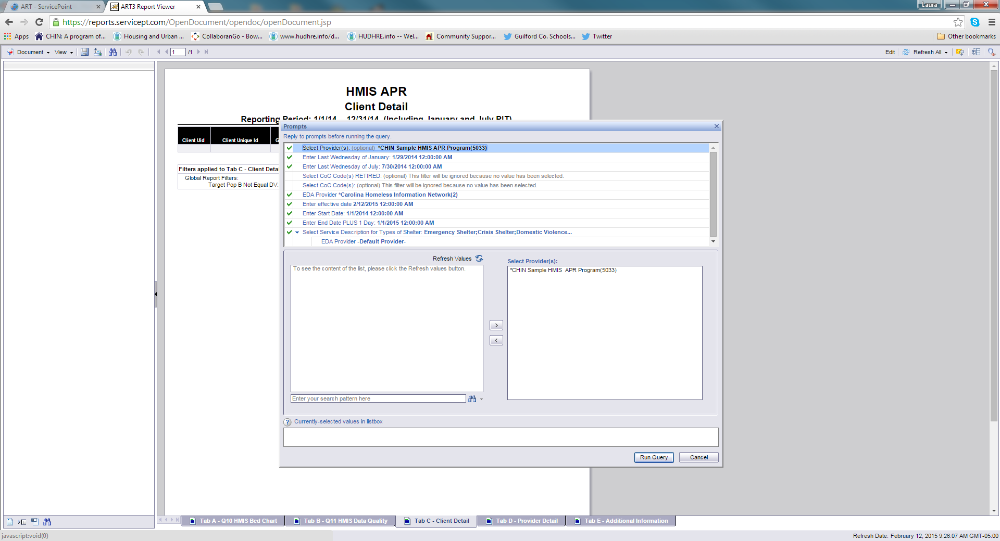 ART - ServicePoint
ART3 Report Viewer
Laura
https://reports.servicept.com/OpenDocument/opendoc/openDocument.jsp
Apps CHIN: A program of... Housing and Urban ... CollaboranGo - Bow... www.hudhre.info/d... HUDHRE.info -- Wel... Community Suppor... Guilford Co. Schools... Twitter Other bookmarks
Document View 1 /1 Edit Refresh All
HMIS APR
Client Detail
Reporting Period: 1/1/14 12/31/14 (Including January and July PIT)
Client Uid Client Unique Id G
Filters applied to Tab C - Client Deta
Global Report Filters:
Target Pop B Not Equal DV:
Prompts
Reply to prompts before running the query.
Select Provider(s): (optional) *CHIN Sample HMIS APR Program(5033)
Enter Last Wednesday of January: 1/29/2014 12:00:00 AM
Enter Last Wednesday of July: 7/30/2014 12:00:00 AM
Select CoC Code(s) RETIRED: (optional) This filter will be ignored because no value has been selected.
Select CoC Code(s): (optional) This filter will be ignored because no value has been selected.
EDA Provider *Carolina Homeless Information Network(2)
Enter effective date 2/12/2015 12:00:00 AM
Enter Start Date: 1/1/2014 12:00:00 AM
Enter End Date PLUS 1 Day: 1/1/2015 12:00:00 AM
Select Service Description for Types of Shelter: Emergency Shelter;Crisis Shelter;Domestic Violence...
EDA Provider -Default Provider-
Refresh Values
To see the content of the list, please click the Refresh values button.
Enter your search pattern here
Select Provider(s):
*CHIN Sample HMIS APR Program(5033)
>
<
? Currently-selected values in listbox
Run Query Cancel
Tab A - Q10 HMIS Bed Chart Tab B - Q11 HMIS Data Quality Tab C - Client Detail Tab D - Provider Detail Tab E - Additional Information
javascript:void(0)
Refresh Date: February 12, 2015 9:26:07 AM GMT-05:00